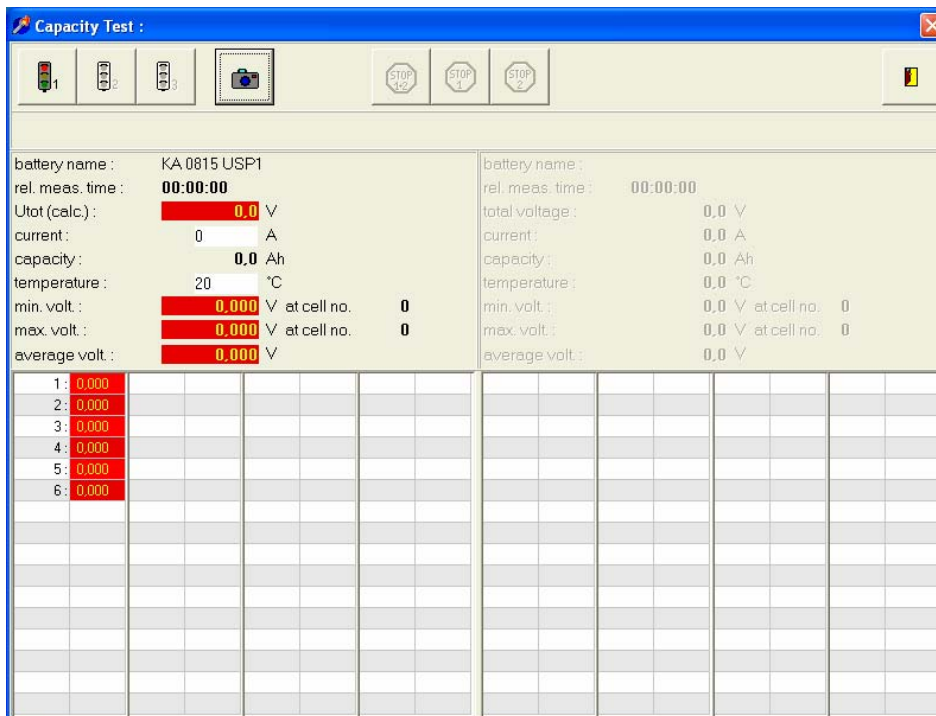 Capacity Test :
1 2 3 STOP 1+2 STOP 1 STOP 2
battery name : KA 0815 USP1
rel. meas. time : 00:00:00
Utot (calc.) : 0,0 V
current : 0 A
capacity : 0,0 Ah
temperature : 20 °C
min. volt. : 0,000 V at cell no. 0
max. volt. : 0,000 V at cell no. 0
average volt. : 0,000 V
battery name :
rel. meas. time : 00:00:00
total voltage : 0,0 V
current : 0,0 A
capacity : 0,0 Ah
temperature : 0,0 °C
min. volt. : 0,0 V at cell no. 0
max. volt. : 0,0 V at cell no. 0
average volt. : 0,0 V
1 : 0,000
2 : 0,000
3 : 0,000
4 : 0,000
5 : 0,000
6 : 0,000